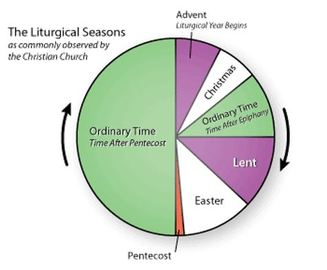 The Liturgical Seasons
as commonly observed by
the Christian Church
Advent
Liturgical Year Begins
Christmas
Ordinary Time
Time After Epiphany
Lent
Easter
Pentecost
Ordinary Time
Time After Pentecost